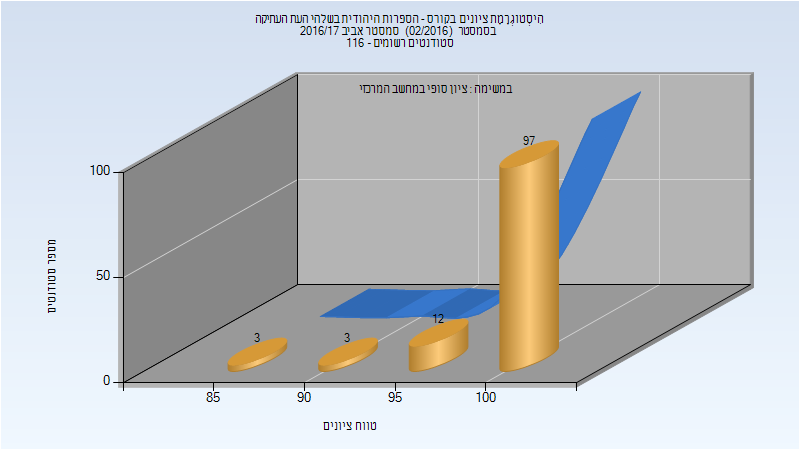 היסטוגרמת ציונים בקורס - הספרות היהודית בשלהי העת העתיקה
בסמסטר (02/2016) סמסטר אביב 2016/17
סטודנטים רשומים - 116
במשימה : ציון סופי במחשב המרכזי
מספר סטודנטים
100
50
0
3
3
12
97
85
90
95
100
טווח ציונים